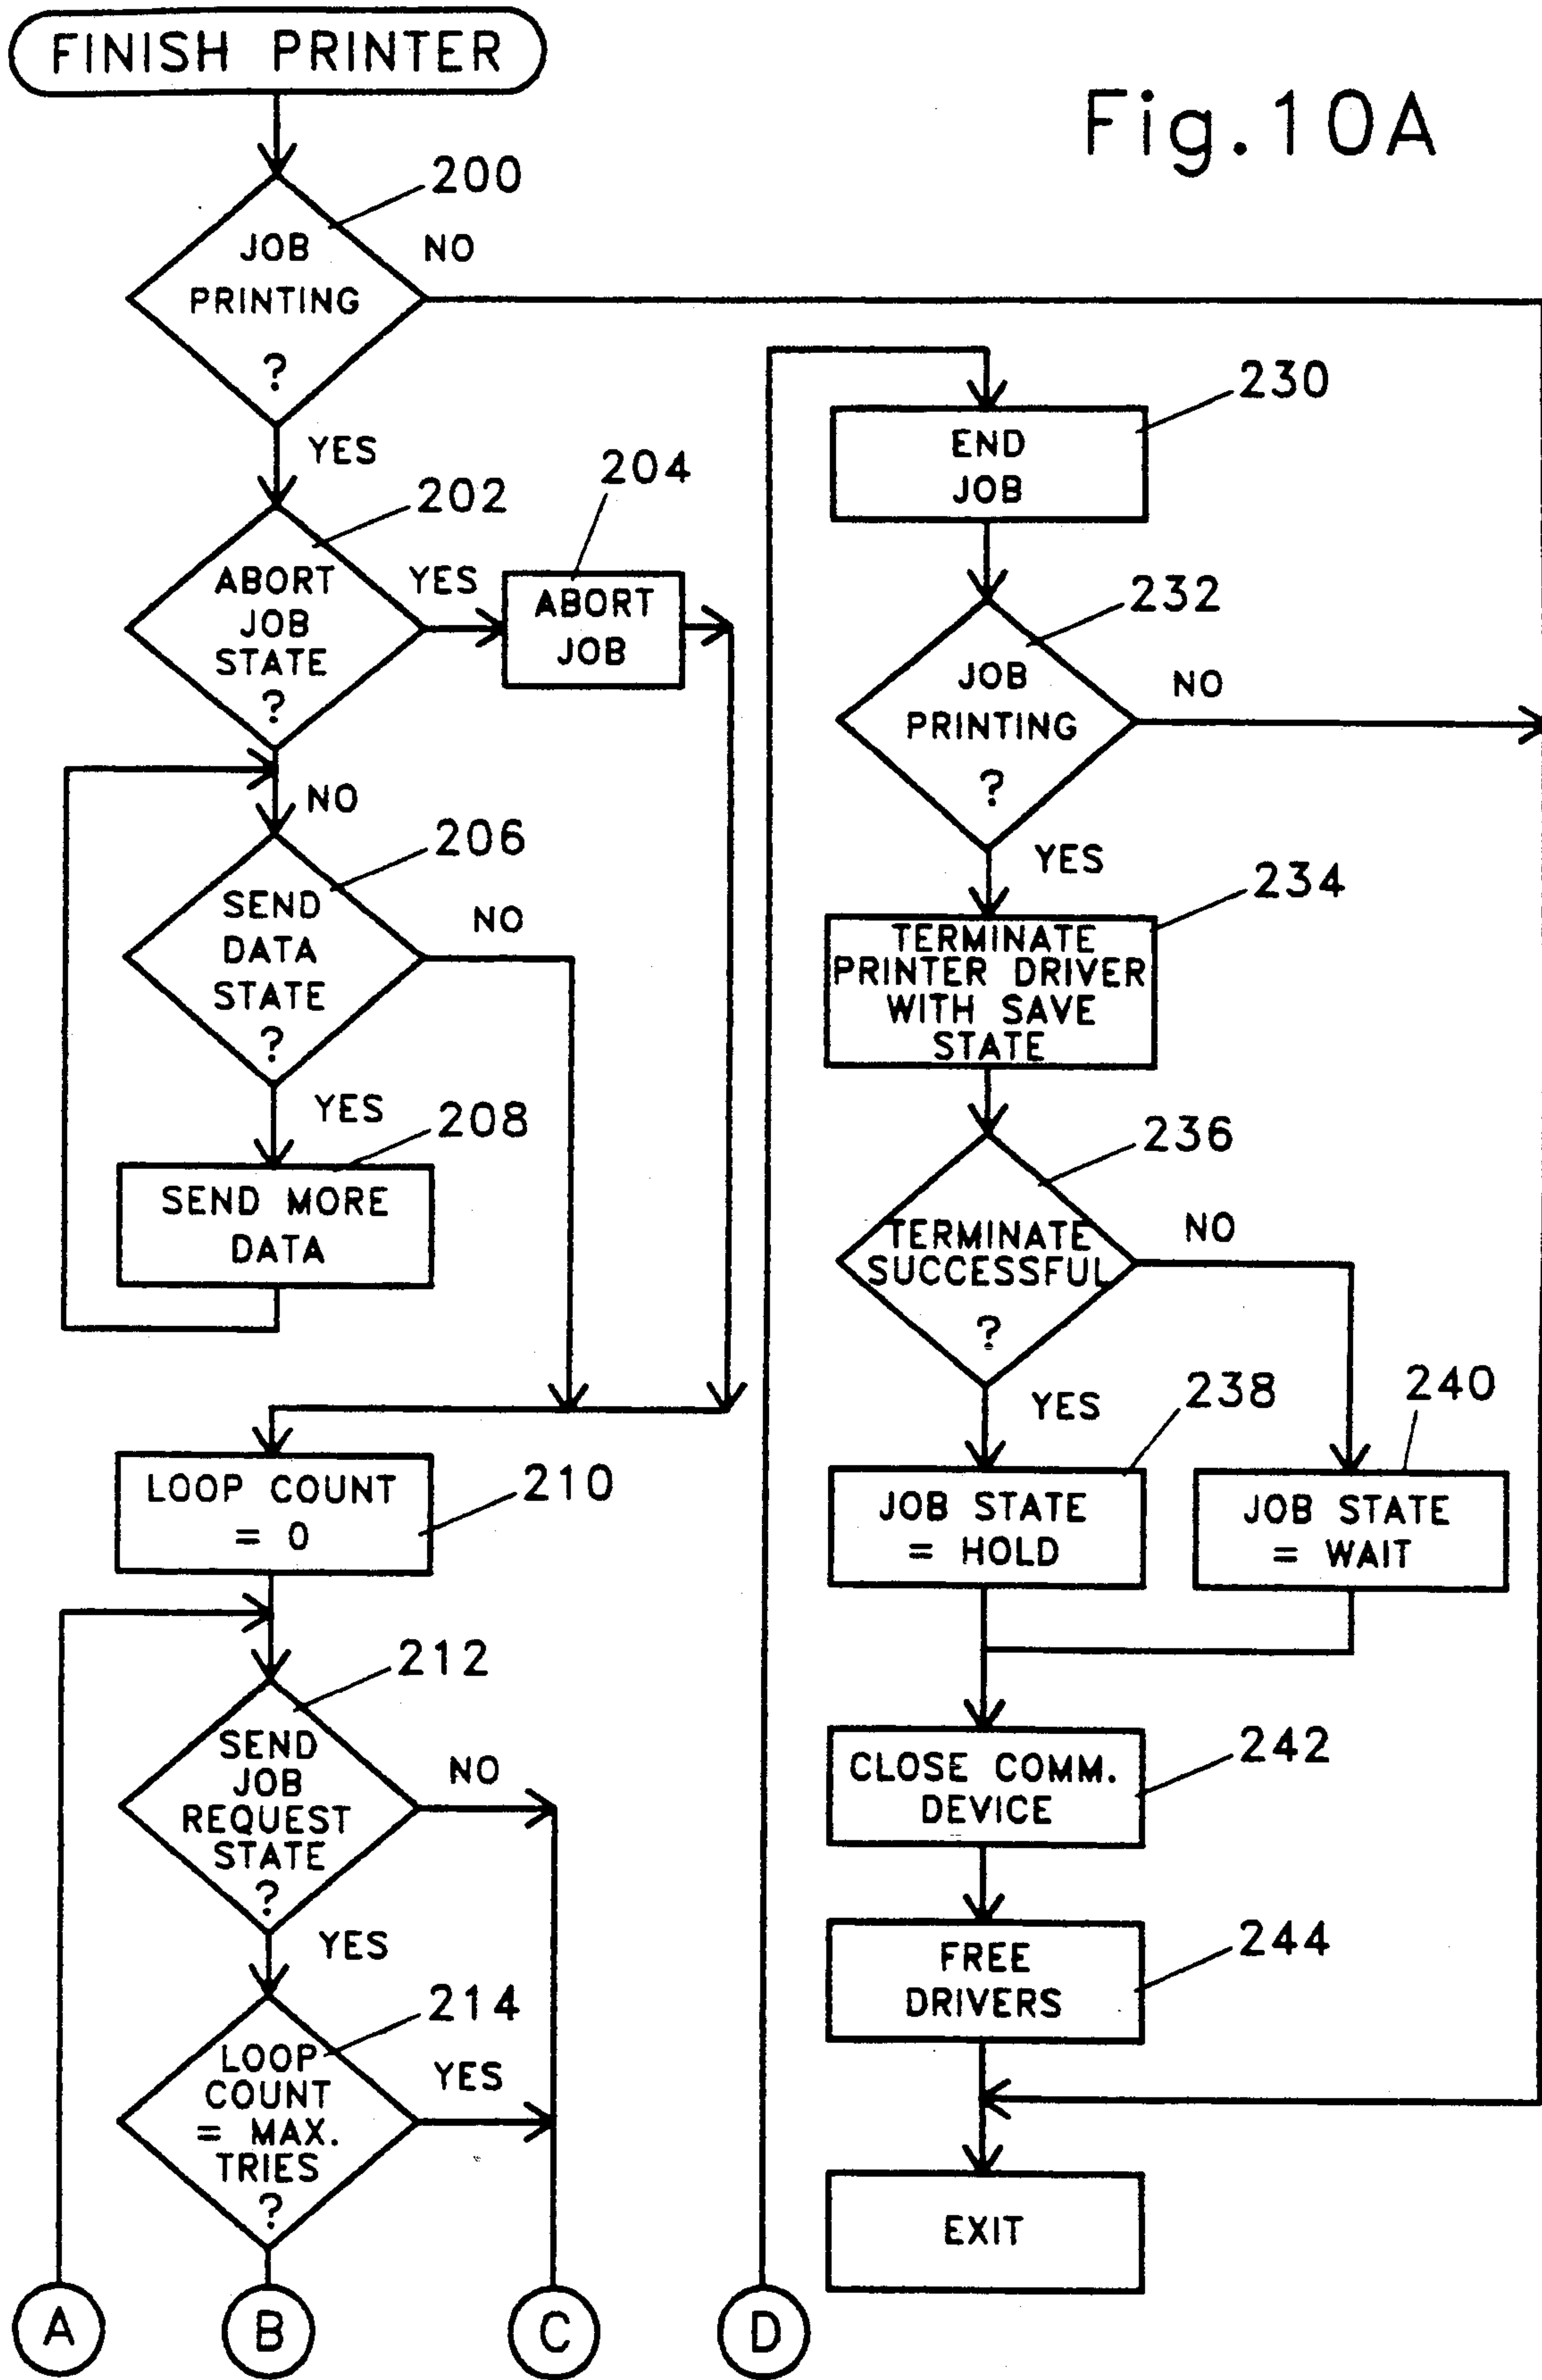 FINISH PRINTER
Fig.10A
200
JOB
PRINTING
?
NO
YES
202
ABORT
JOB
STATE
?
YES
204
ABORT
JOB
NO
206
SEND
DATA
STATE
?
NO
YES
208
SEND MORE
DATA
LOOP COUNT
= 0
210
212
SEND
JOB
REQUEST
STATE
?
NO
YES
214
LOOP
COUNT
= MAX.
TRIES
?
YES
A
B
C
D
230
END
JOB
232
JOB
PRINTING
?
NO
YES
234
TERMINATE
PRINTER DRIVER
WITH SAVE
STATE
236
TERMINATE
SUCCESSFUL
?
NO
YES
238
JOB STATE
= HOLD
240
JOB STATE
= WAIT
CLOSE COMM.
DEVICE
242
FREE
DRIVERS
244
EXIT